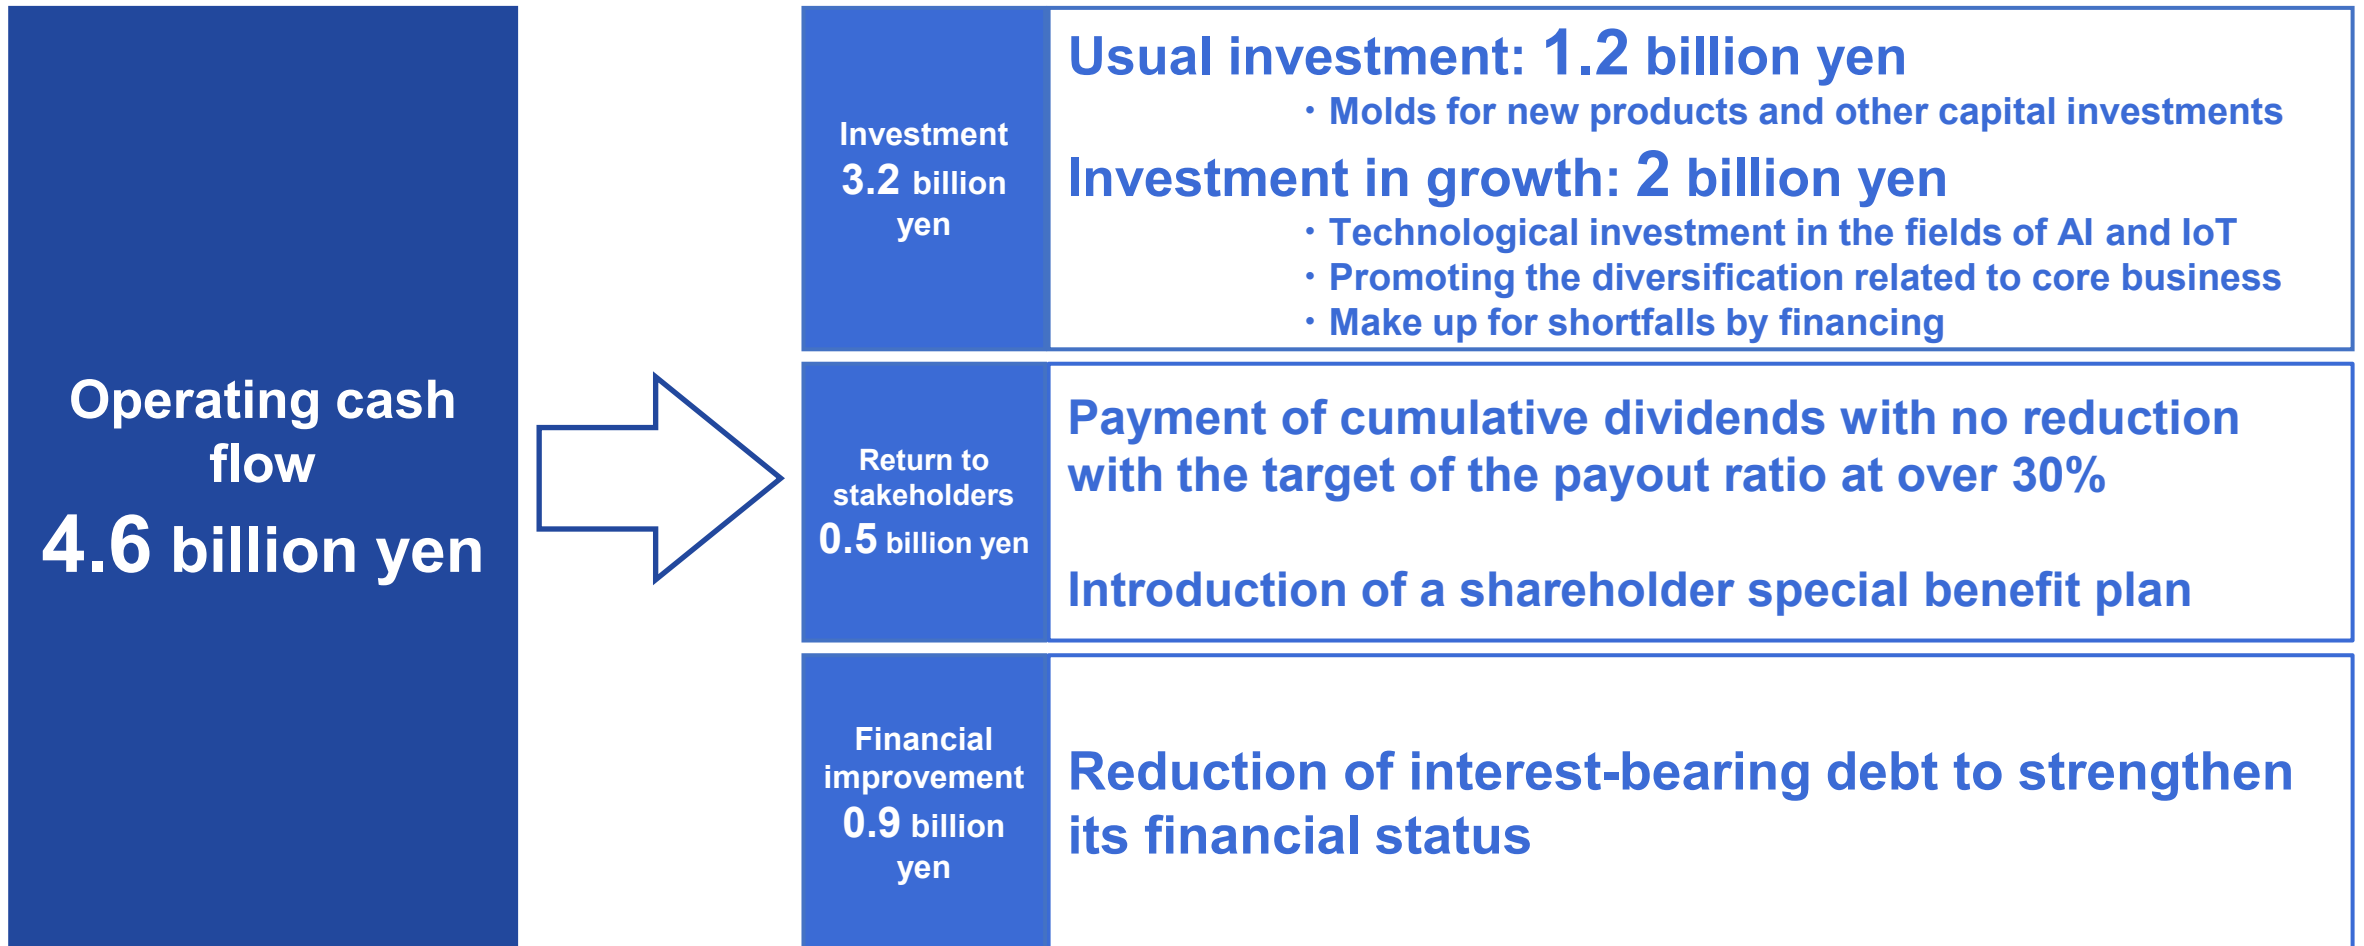 Operating cash
flow
4.6 billion yen
Investment
3.2 billion
yen
Usual investment: 1.2 billion yen
・Molds for new products and other capital investments
Investment in growth: 2 billion yen
・Technological investment in the fields of AI and IoT
・Promoting the diversification related to core business
・Make up for shortfalls by financing
Return to
stakeholders
0.5 billion yen
Payment of cumulative dividends with no reduction
with the target of the payout ratio at over 30%
Introduction of a shareholder special benefit plan
Financial
improvement
0.9 billion
yen
Reduction of interest-bearing debt to strengthen
its financial status